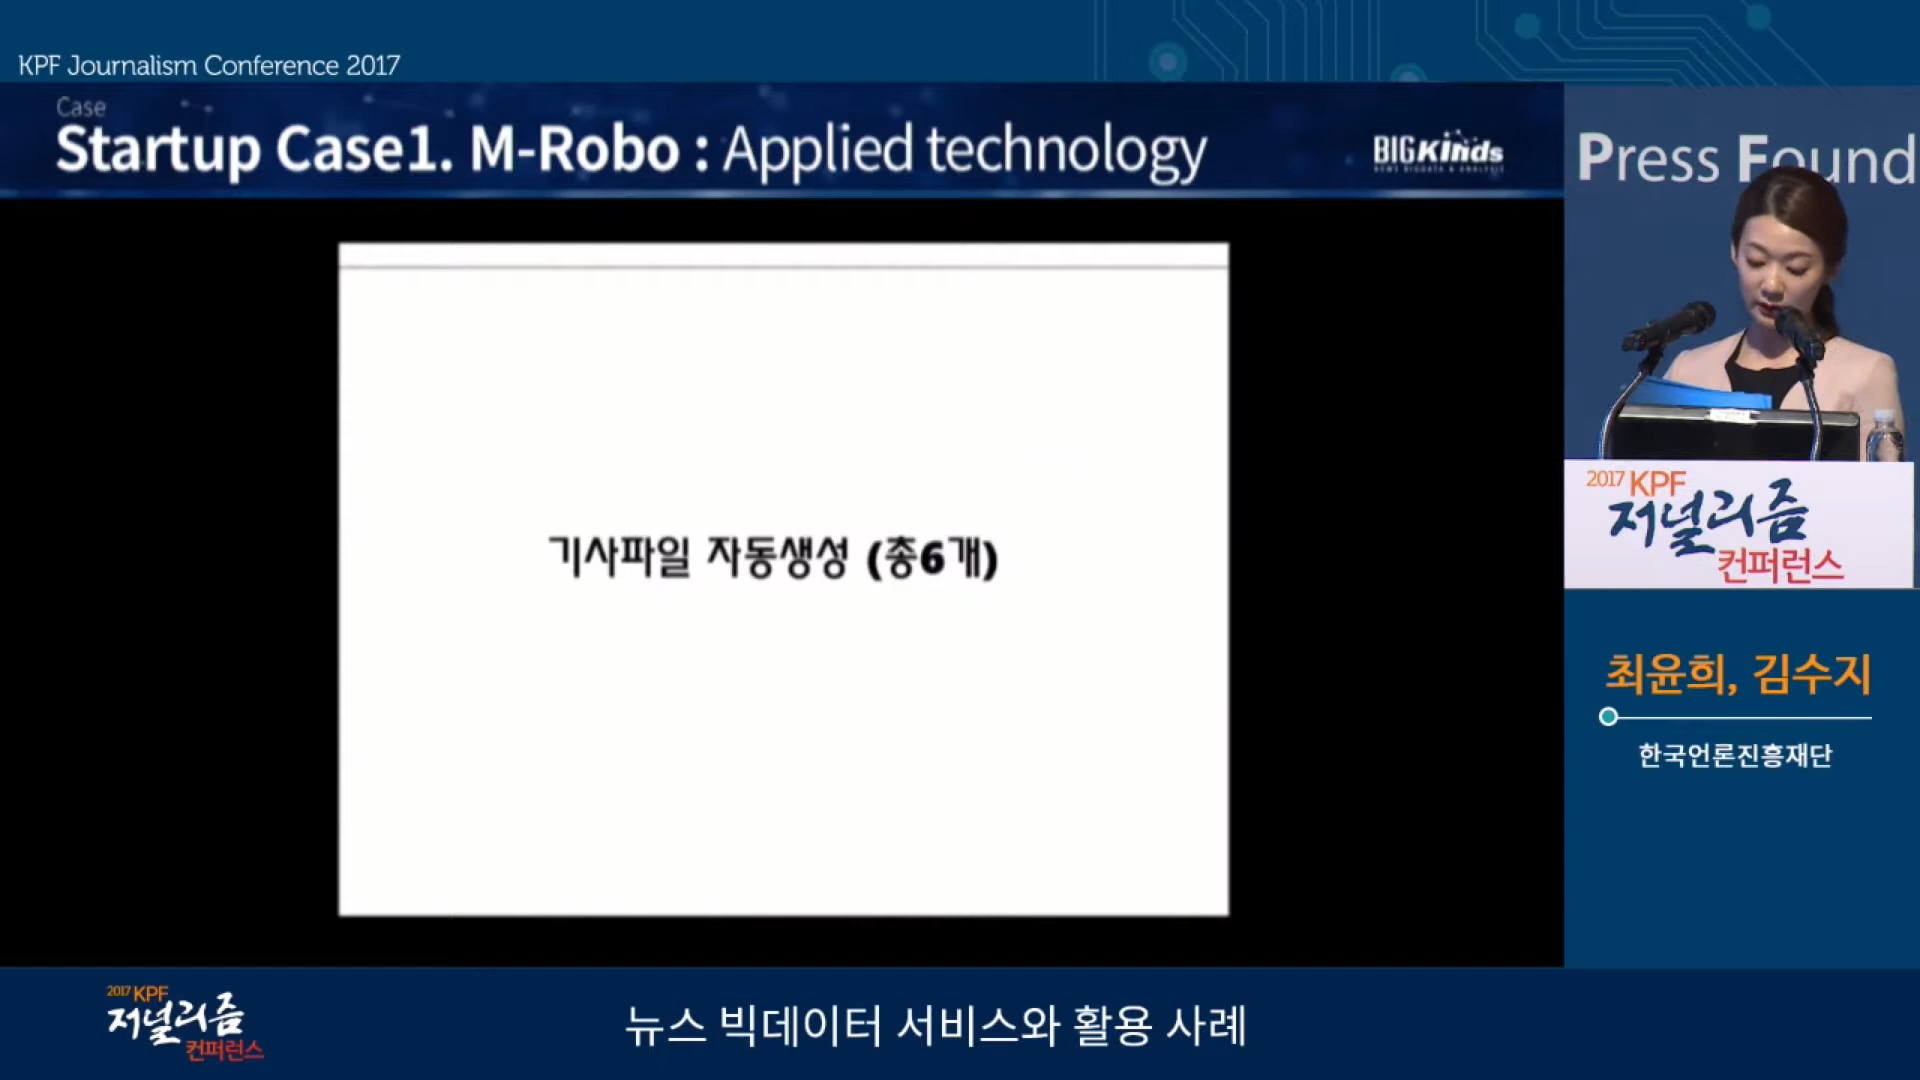 KPF Journalism Conference 2017
Case
Startup Case1. M-Robo : Applied technology
BIGKinds
NEWS BIGDATA & ANALYSIS
Press Found
기사파일 자동생성 (총6개)
2017 KPF
저널리즘
컨퍼런스
최윤희, 김수지
한국언론진흥재단
2017 KPF
저널리즘
컨퍼런스
뉴스 빅데이터 서비스와 활용 사례